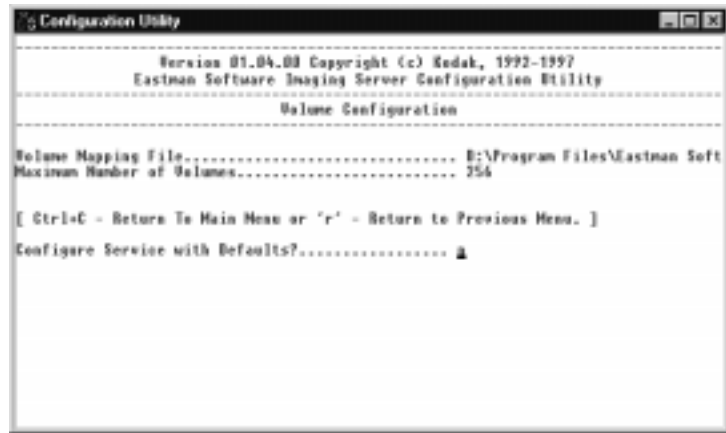 Configuration Utility
Version 01.04.00 Copyright (c) Kodak, 1992-1997
Eastman Software Imaging Server Configuration Utility
Volume Configuration
Volume Mapping File............................... D:\Program Files\Eastman Soft
Maximum Number of Volumes......................... 256
[ Ctrl+C - Return To Main Menu or 'r' - Return to Previous Menu. ]
Configure Service with Defaults?.................